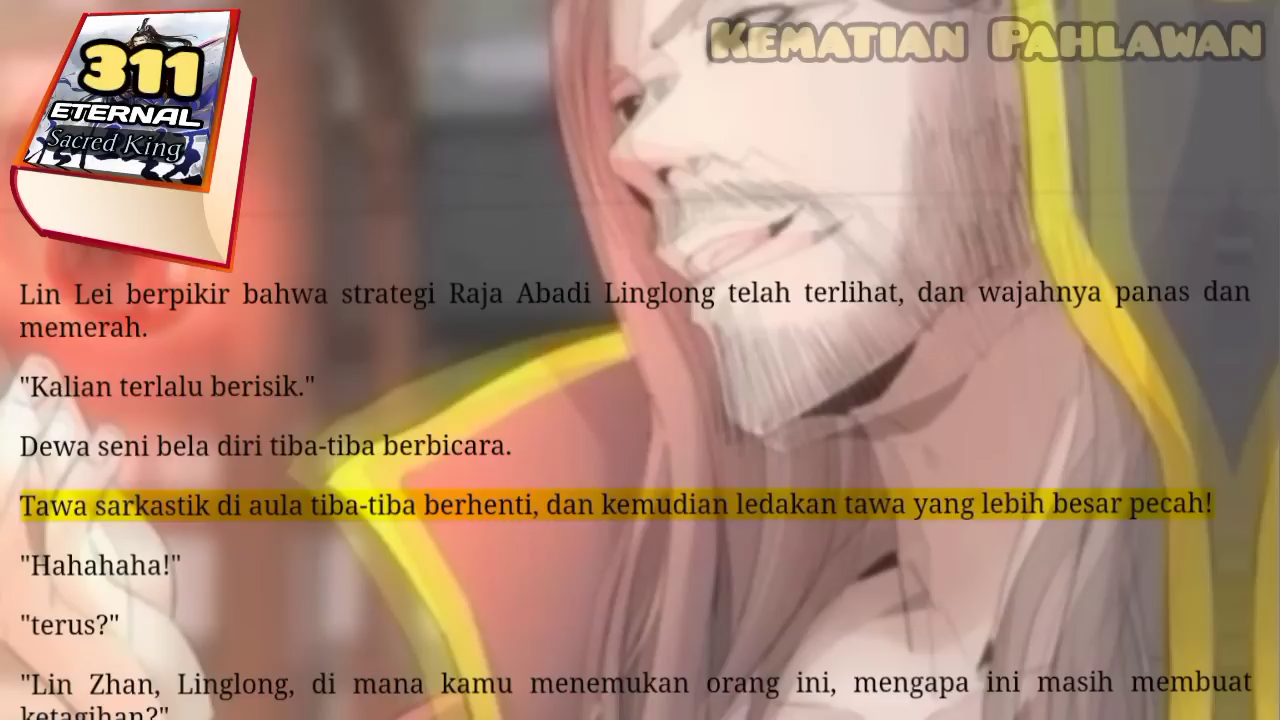 Kematian Pahlawan
311
ETERNAL
Sacred King
Lin Lei berpikir bahwa strategi Raja Abadi Linglong telah terlihat, dan wajahnya panas dan
memerah.
"Kalian terlalu berisik."
Dewa seni bela diri tiba-tiba berbicara.
Tawa sarkastik di aula tiba-tiba berhenti, dan kemudian ledakan tawa yang lebih besar pecah!
"Hahahaha!"
"terus?"
"Lin Zhan, Linglong, di mana kamu menemukan orang ini, mengapa ini masih membuat
ketagihan?"